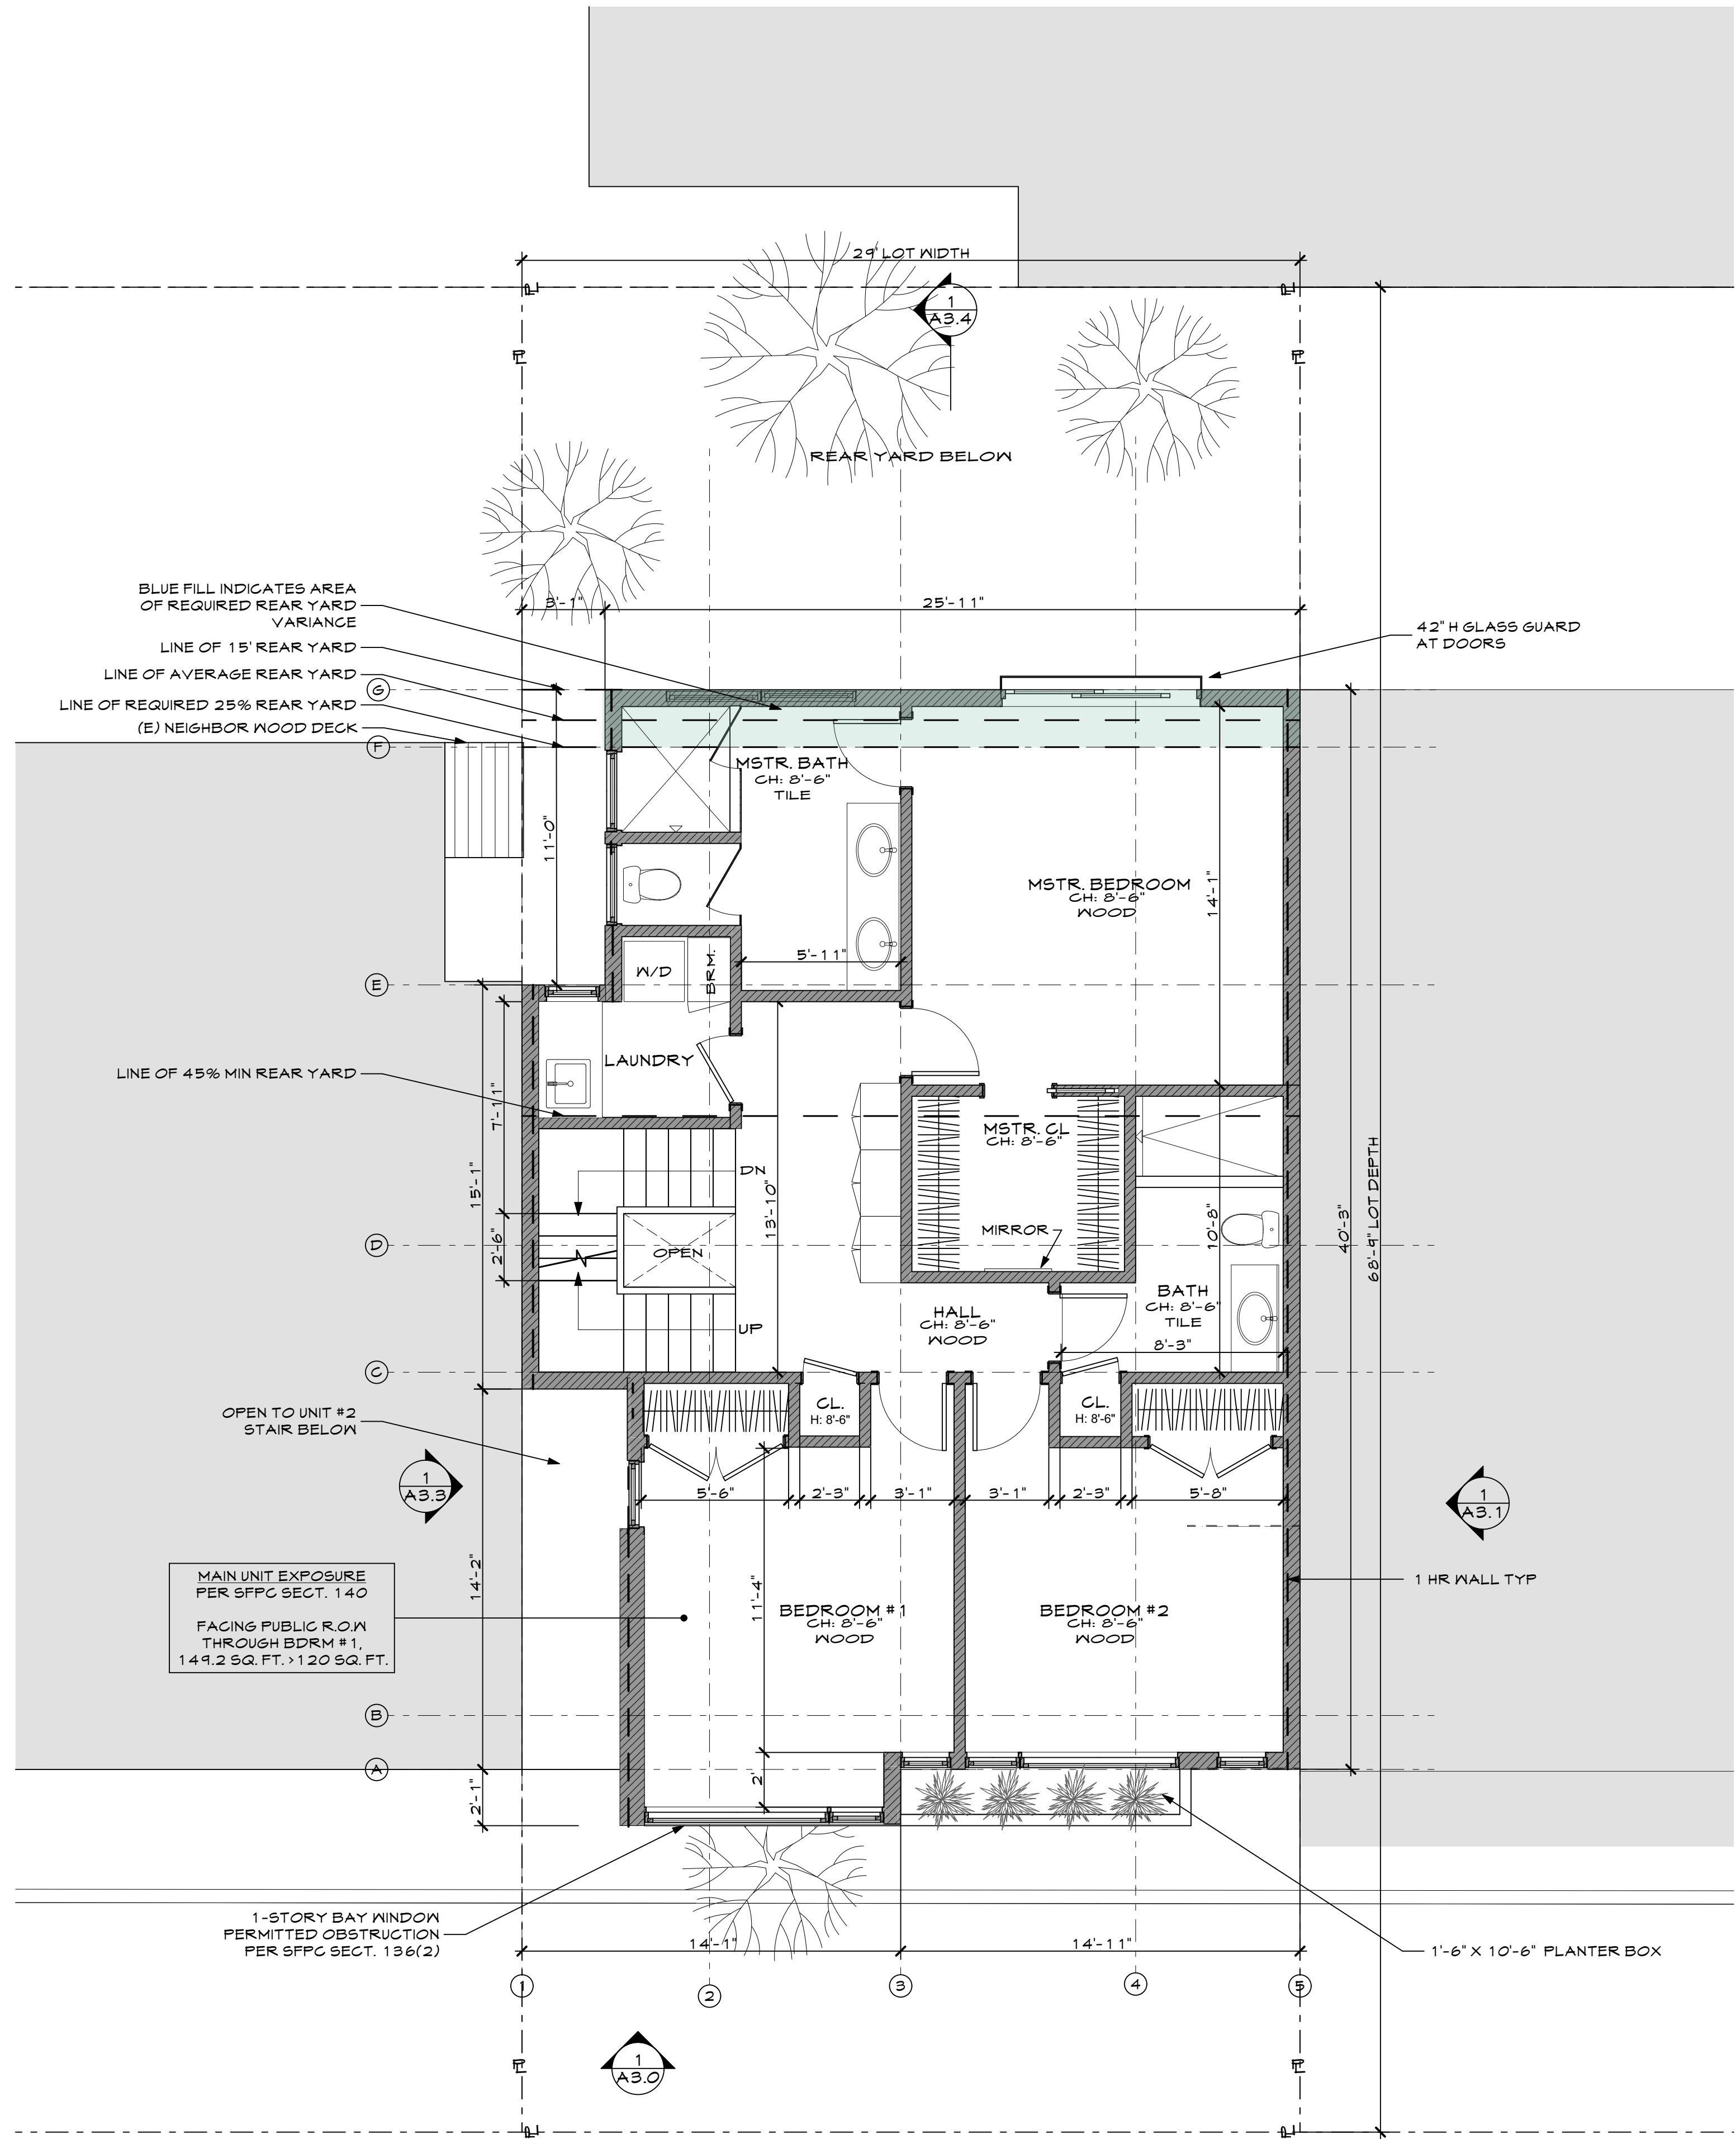 29' LOT WIDTH
PL
PL
1
A3.4
PL
PL
REAR YARD BELOW
BLUE FILL INDICATES AREA
OF REQUIRED REAR YARD
VARIANCE
3'-1"
25'-11"
42" H GLASS GUARD
AT DOORS
LINE OF 15' REAR YARD
LINE OF AVERAGE REAR YARD
G
LINE OF REQUIRED 25% REAR YARD
(E) NEIGHBOR WOOD DECK
F
MSTR. BATH
CH: 8'-6"
TILE
11'-0"
MSTR. BEDROOM
CH: 8'-6"
WOOD
14'-1"
5'-11"
W/D
BRM.
E
LAUNDRY
LINE OF 45% MIN REAR YARD
7'-11"
MSTR. CL
CH: 8'-6"
DN
15'-1"
13'-10"
68'-9" LOT DEPTH
40'-3"
10'-8"
MIRROR
D
2'-6"
OPEN
BATH
CH: 8'-6"
TILE
HALL
CH: 8'-6"
WOOD
UP
8'-3"
C
CL.
H: 8'-6"
CL.
H: 8'-6"
OPEN TO UNIT #2
STAIR BELOW
1
A3.3
5'-6"
2'-3"
3'-1"
3'-1"
2'-3"
5'-8"
1
A3.1
14'-2"
1 HR WALL TYP
MAIN UNIT EXPOSURE
PER SFPC SECT. 140
FACING PUBLIC R.O.W
THROUGH BDRM #1,
149.2 SQ. FT. >120 SQ. FT.
11'-4"
BEDROOM #1
CH: 8'-6"
WOOD
BEDROOM #2
CH: 8'-6"
WOOD
B
A
2'
2'-1"
1-STORY BAY WINDOW
PERMITTED OBSTRUCTION
PER SFPC SECT. 136(2)
14'-1"
14'-11"
1'-6" X 10'-6" PLANTER BOX
1
2
3
4
5
1
A3.0
PL
PL
PL
PL